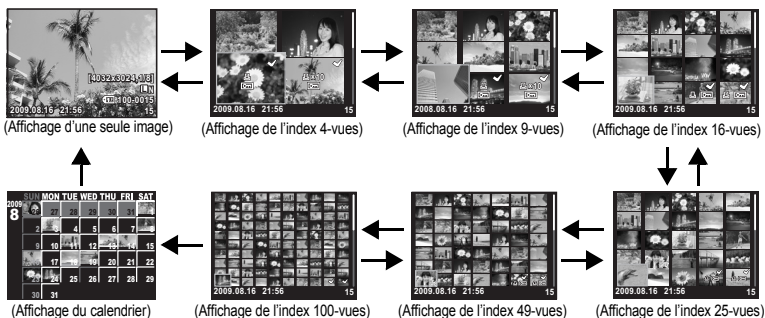 [4032x3024,1/8]
N
100-0015
2009.08.16 21:56
15
(Affichage d'une seule image)
x10
15
2009.08.16 21:56
(Affichage de l'index 4-vues)
x10
2008.08.16 21:56
15
(Affichage de l'index 9-vues)
2009.08.16 21:56
15
(Affichage de l'index 16-vues)
2009
8
SUN MON TUE WED THU FRI SAT
27 28 29 30 31
2 4 5 6 7
9 10 11 12 13 14 15
17 18 19 20 21 22
23 24 25 26 27 28 29
30 31
(Affichage du calendrier)
2009.08.16 21:56
15
(Affichage de l'index 100-vues)
2009.08.16 21:56
15
(Affichage de l'index 49-vues)
2009.08.16 21:56
15
(Affichage de l'index 25-vues)